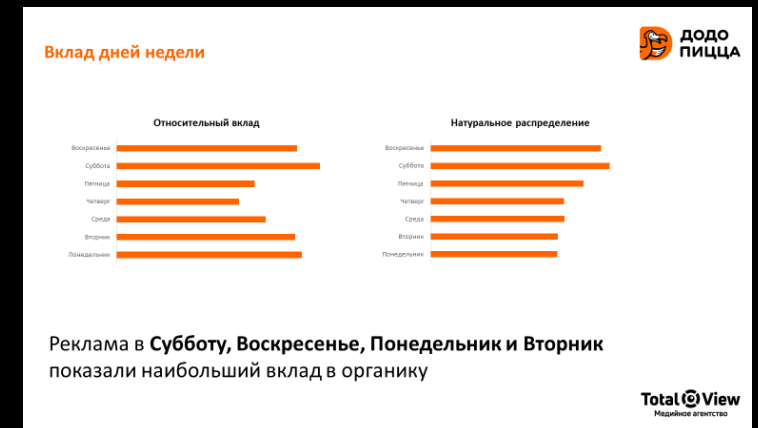 Вклад дней недели
ДОДО
ПИЦЦА
Относительный вклад
Воскресенье
Суббота
Пятница
Четверг
Среда
Вторник
Понедельник
Натуральное распределение
Воскресенье
Суббота
Пятница
Четверг
Среда
Вторник
Понедельник
Реклама в Субботу, Воскресенье, Понедельник и Вторник
показали наибольший вклад в органику
Total View
Медийное агентство